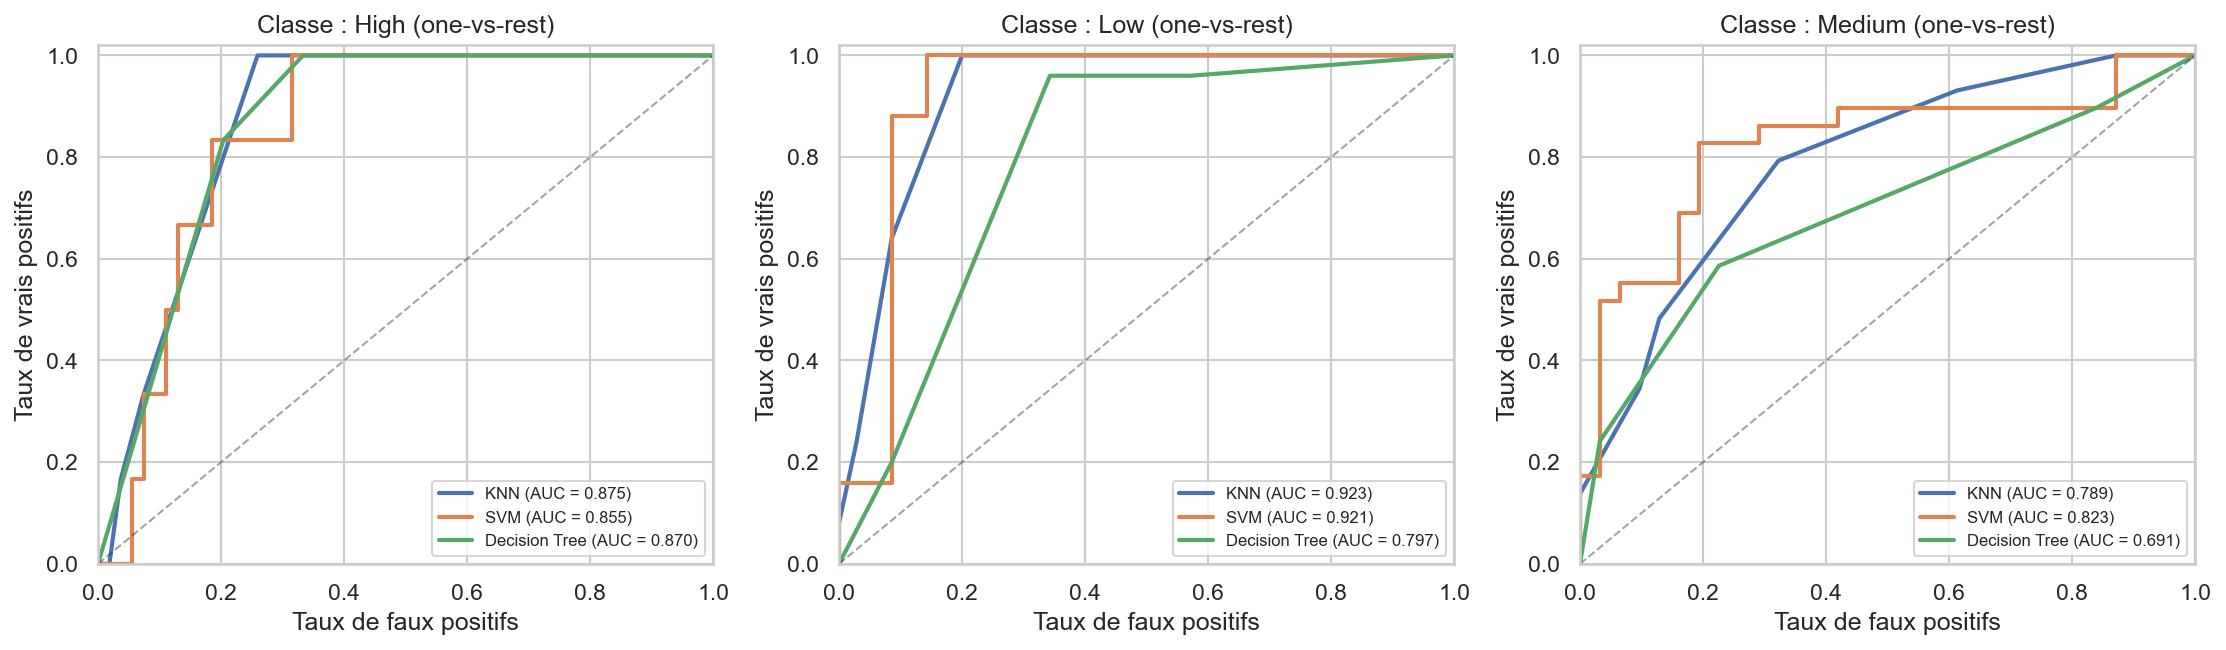 Classe : High (one-vs-rest)
1.0
0.8
0.6
0.4
0.2
0.0
Taux de vrais positifs
KNN (AUC = 0.875)
SVM (AUC = 0.855)
Decision Tree (AUC = 0.870)
0.0 0.2 0.4 0.6 0.8 1.0
Taux de faux positifs
Classe : Low (one-vs-rest)
1.0
0.8
0.6
0.4
0.2
0.0
Taux de vrais positifs
KNN (AUC = 0.923)
SVM (AUC = 0.921)
Decision Tree (AUC = 0.797)
0.0 0.2 0.4 0.6 0.8 1.0
Taux de faux positifs
Classe : Medium (one-vs-rest)
1.0
0.8
0.6
0.4
0.2
0.0
Taux de vrais positifs
KNN (AUC = 0.789)
SVM (AUC = 0.823)
Decision Tree (AUC = 0.691)
0.0 0.2 0.4 0.6 0.8 1.0
Taux de faux positifs